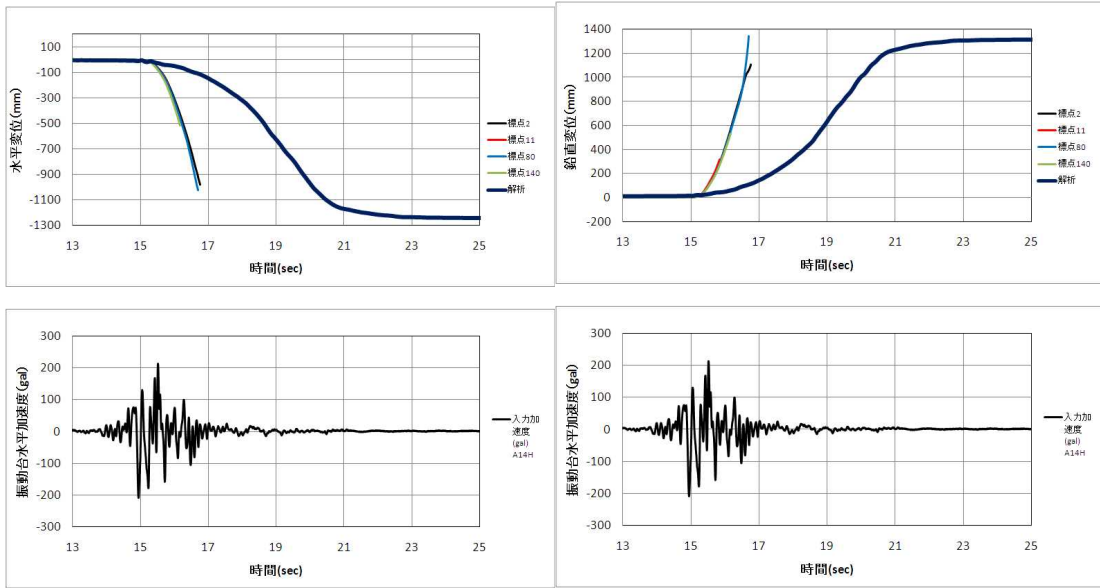 水平変位(mm)
100
-100
-300
-500
-700
-900
-1100
-1300
13 15 17 19 21 23 25
時間(sec)
標点2
標点11
標点80
標点140
解析
鉛直変位(mm)
1400
1200
1000
800
600
400
200
0
-200
13 15 17 19 21 23 25
時間(sec)
標点2
標点11
標点80
標点140
解析
振動台水平加速度(gal)
300
200
100
0
-100
-200
-300
13 15 17 19 21 23 25
時間(sec)
入力加
速度
(gal)
A14H
振動台水平加速度(gal)
300
200
100
0
-100
-200
-300
13 15 17 19 21 23 25
時間(sec)
入力加
速度
(gal)
A14H